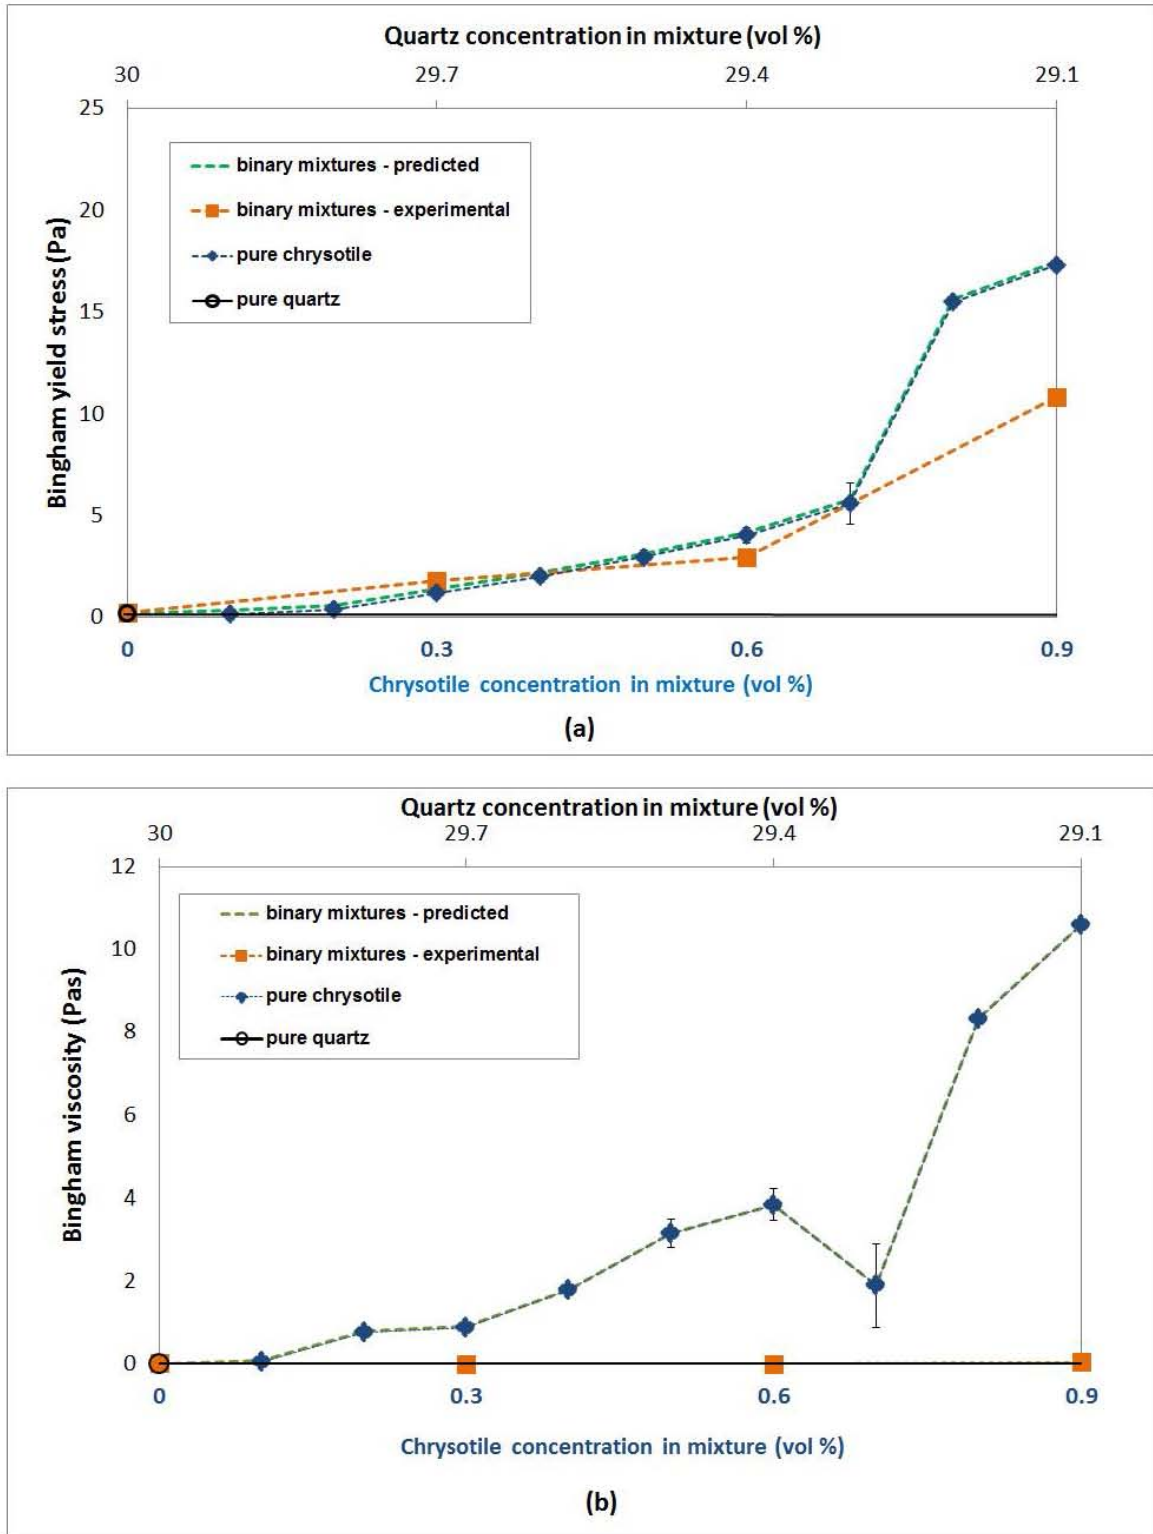 Quartz concentration in mixture (vol %)
30 29.7 29.4 29.1
25
binary mixtures - predicted
20
binary mixtures - experimental
pure chrysotile
pure quartz
15
10
5
0
Bingham yield stress (Pa)
0 0.3 0.6 0.9
Chrysotile concentration in mixture (vol %)
(a)
Quartz concentration in mixture (vol %)
30 29.7 29.4 29.1
12
binary mixtures - predicted
binary mixtures - experimental
10
pure chrysotile
pure quartz
8
6
4
2
0
Bingham viscosity (Pas)
0 0.3 0.6 0.9
Chrysotile concentration in mixture (vol %)
(b)